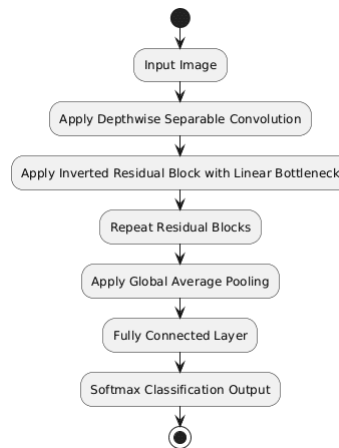 Input Image
Apply Depthwise Separable Convolution
Apply Inverted Residual Block with Linear Bottleneck
Repeat Residual Blocks
Apply Global Average Pooling
Fully Connected Layer
Softmax Classification Output